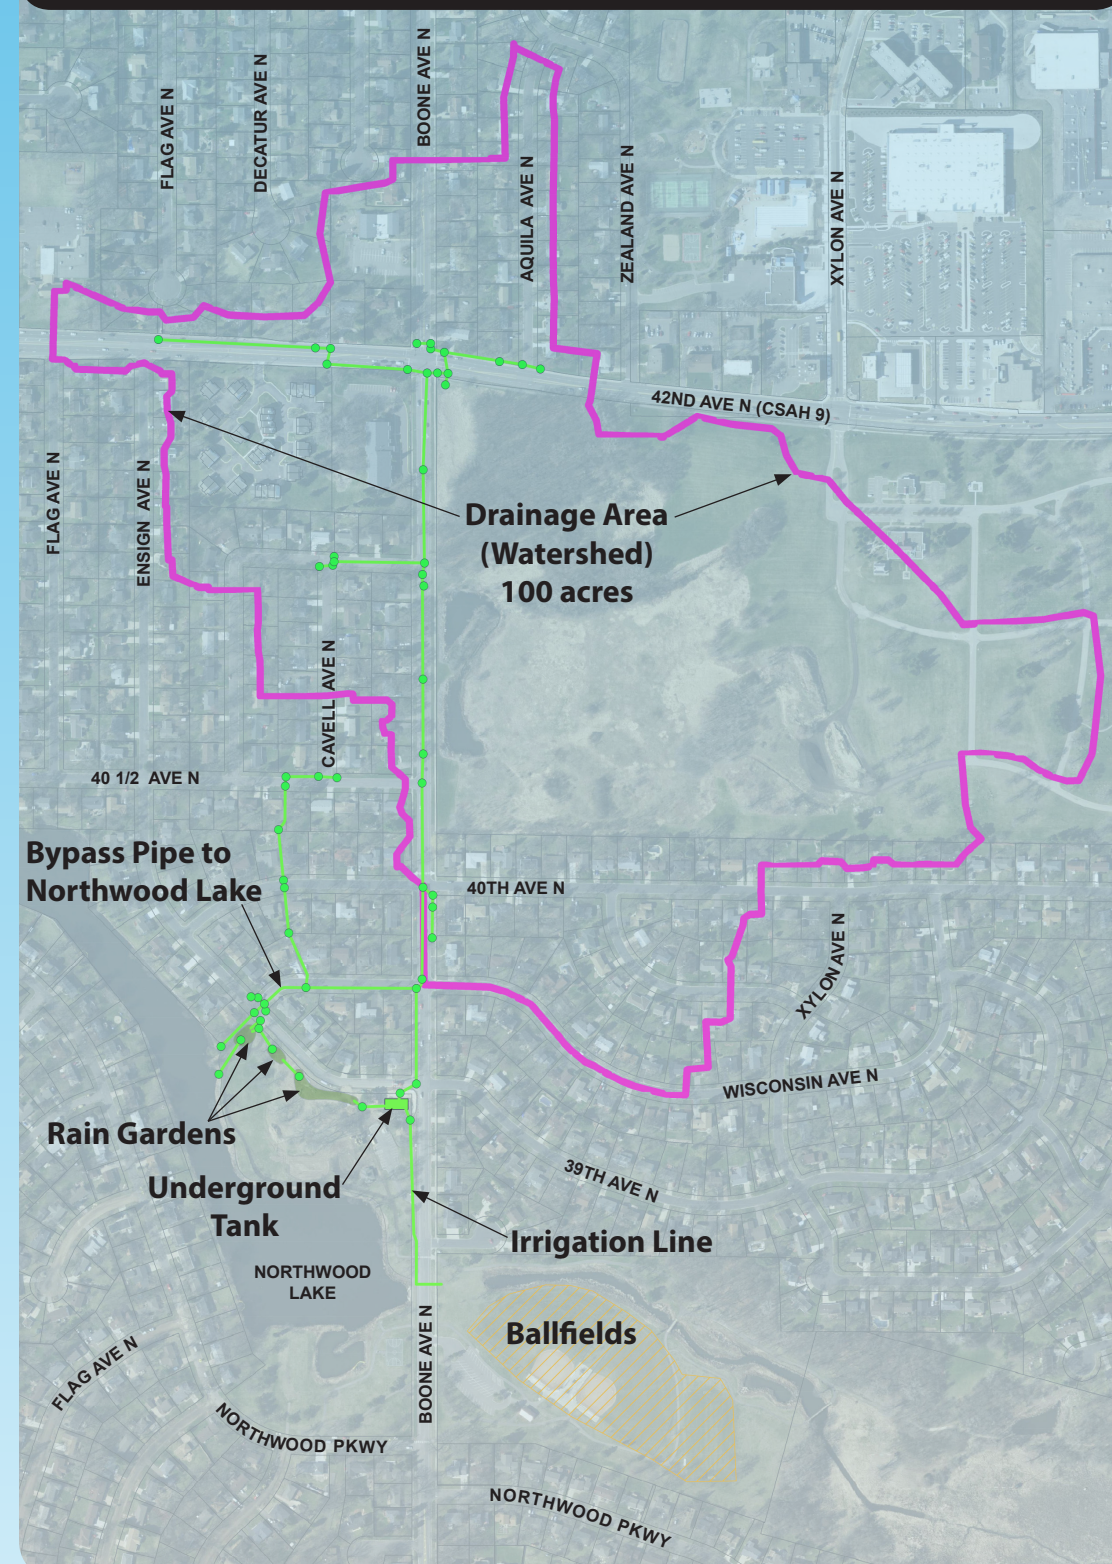 BOONE AVE N
DECATUR AVE N
FLAG AVE N
AQUILA AVE N
ZEALAND AVE N
XYLON AVE N
42ND AVE N (CSAH 9)
FLAG AVE N
ENSIGN AVE N
Drainage Area
(Watershed)
100 acres
CAVELL AVE N
40 1/2 AVE N
Bypass Pipe to
Northwood Lake
40TH AVE N
XYLON AVE N
WISCONSIN AVE N
Rain Gardens
39TH AVE N
Underground
Tank
Irrigation Line
NORTHWOOD
LAKE
BOONE AVE N
Ballfields
FLAG AVE N
NORTHWOOD PKWY
NORTHWOOD PKWY